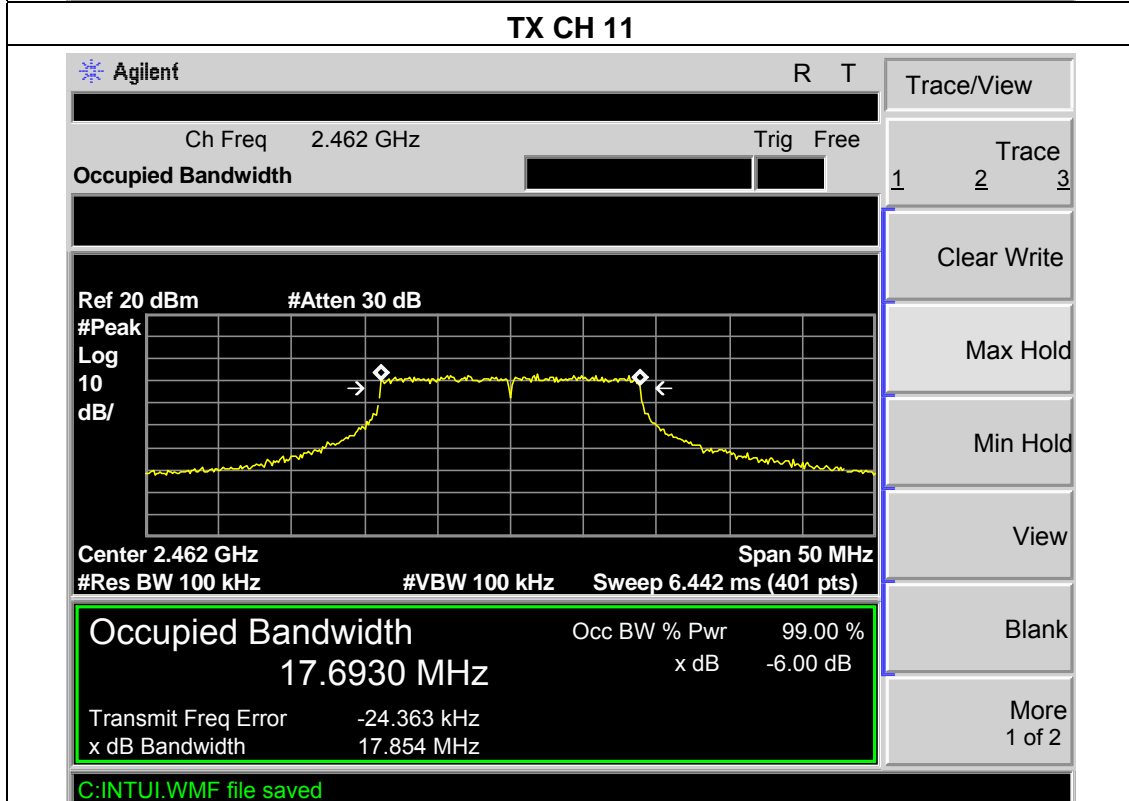 TX CH 11
Agilent R T
Ch Freq 2.462 GHz Trig Free
Occupied Bandwidth
Ref 20 dBm #Atten 30 dB
#Peak
Log
10
dB/
Center 2.462 GHz Span 50 MHz
#Res BW 100 kHz #VBW 100 kHz Sweep 6.442 ms (401 pts)
Occupied Bandwidth Occ BW % Pwr 99.00 %
17.6930 MHz x dB -6.00 dB
Transmit Freq Error -24.363 kHz
x dB Bandwidth 17.854 MHz
C:INTUI.WMF file saved
Trace/View
Trace
1 2 3
Clear Write
Max Hold
Min Hold
View
Blank
More
1 of 2